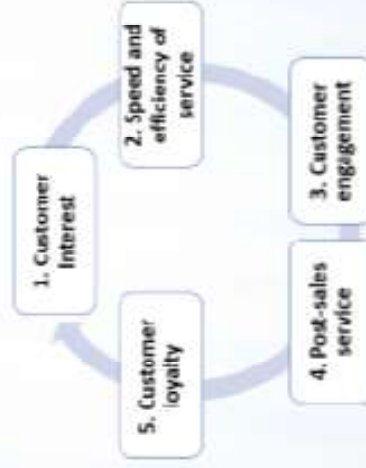 1. Customer
Interest
2. Speed and
efficiency of
service
3. Customer
engagement
4. Post-sales
service
5. Customer
loyalty